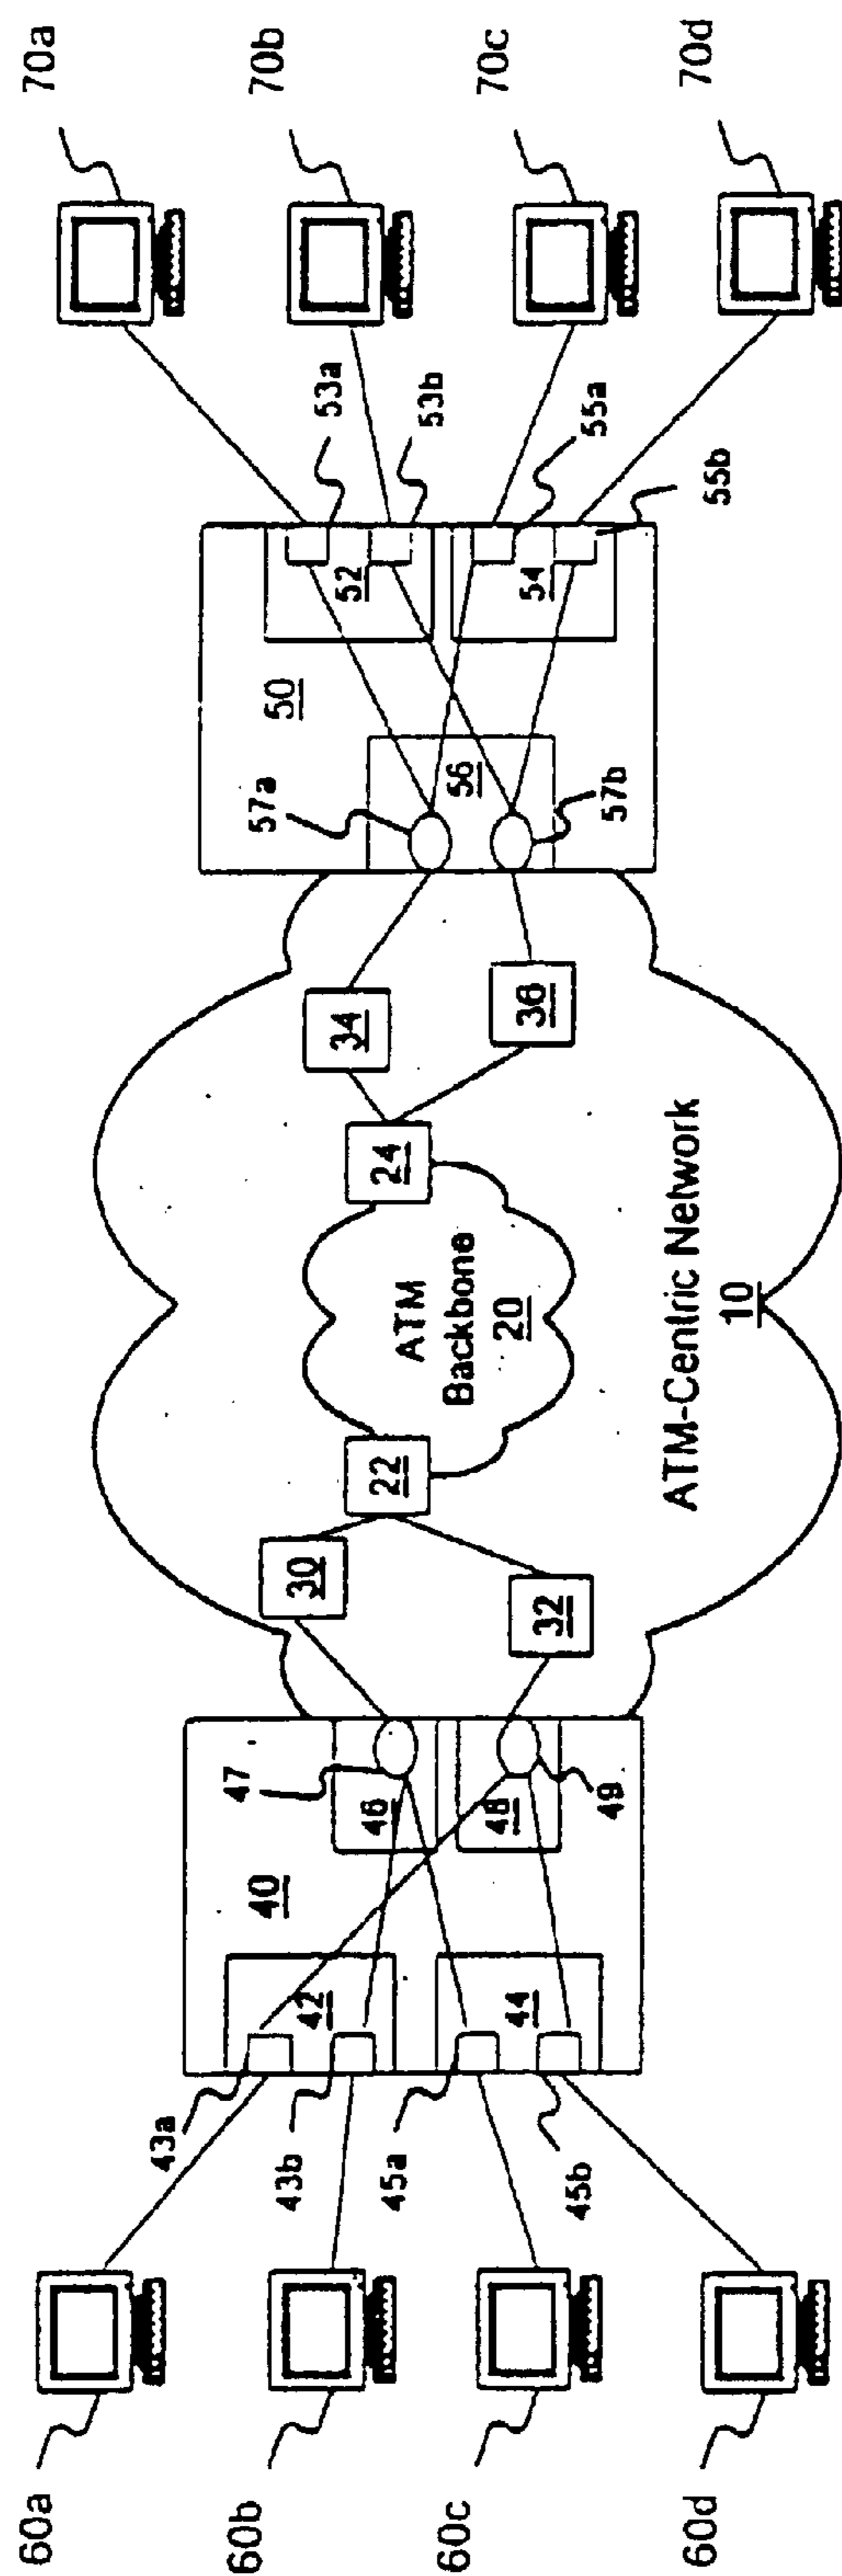 60a
60b
60c
60d
43a
43b
45a
45b
42
44
40
46
48
47
49
30
32
22
ATM
Backbone
20
24
34
36
ATM-Centric Network
10
57a
57b
56
50
52
54
53a
53b
55a
55b
70a
70b
70c
70d